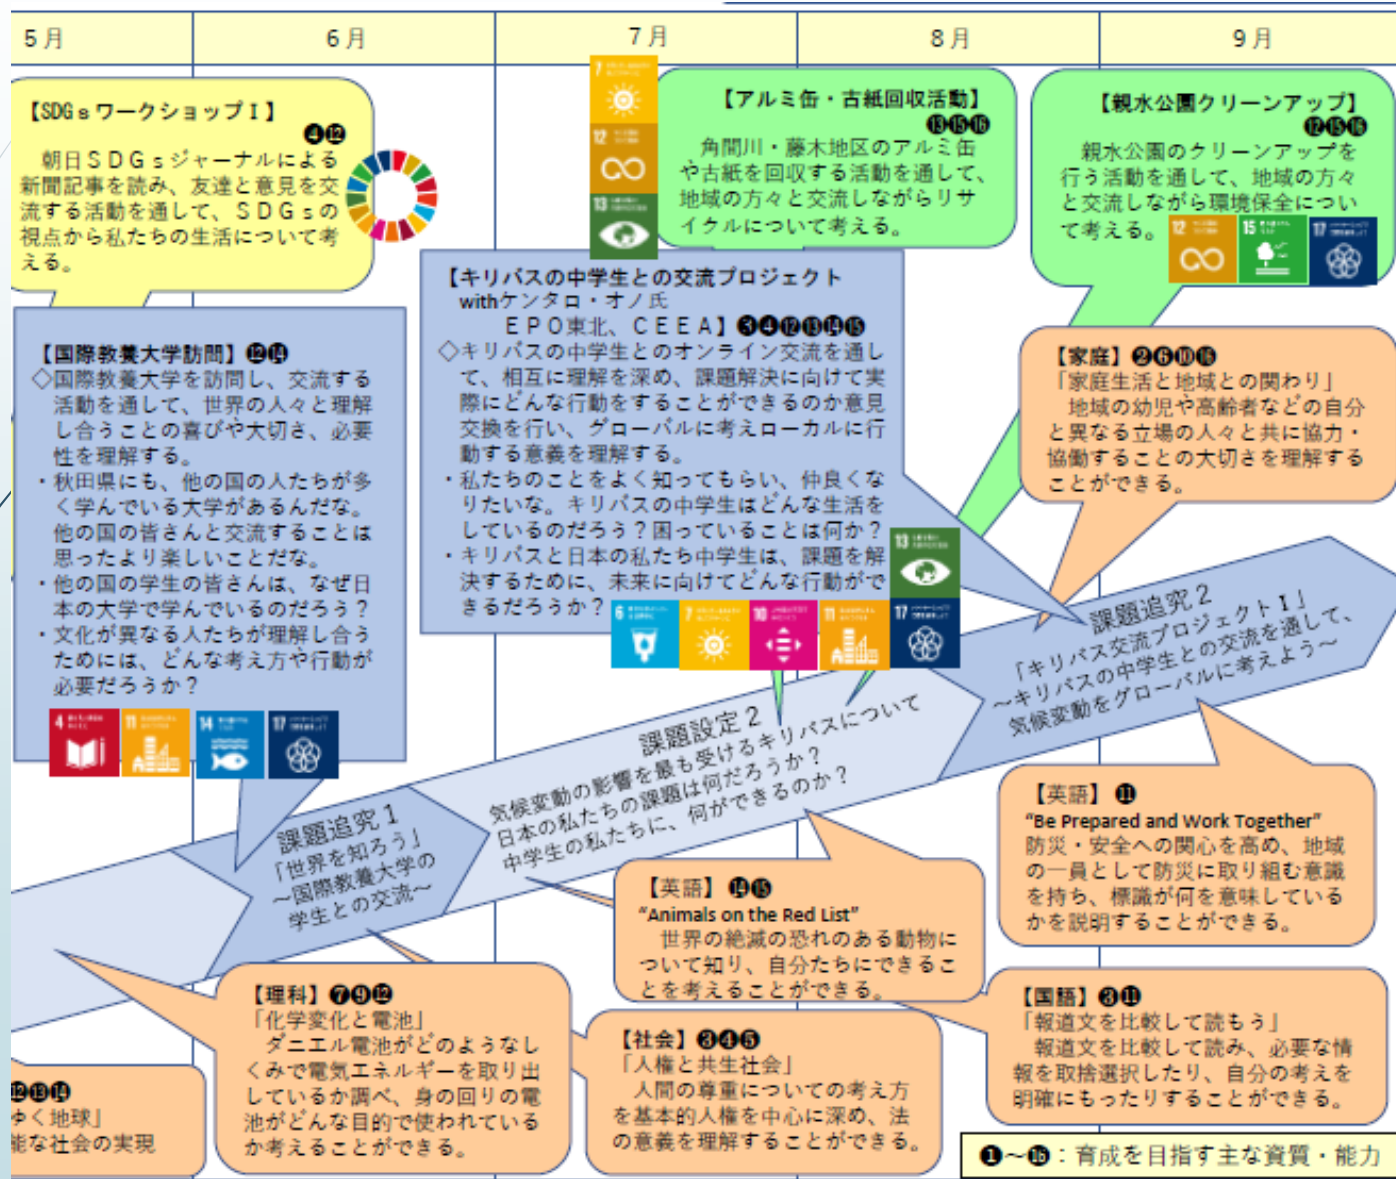 5月
6月
7月
8月
9月
【SDGsワークショップⅠ】
❹⓬
朝日SDGsジャーナルによる
新聞記事を読み、友達と意見を交
流する活動を通して、SDGsの
視点から私たちの生活について考
える。
7
12
13
【アルミ缶・古紙回収活動】
⓭⓯⓰
角間川・藤木地区のアルミ缶
や古紙を回収する活動を通して、
地域の方々と交流しながらリサ
イクルについて考える。
【親水公園クリーンアップ】
⓬⓯⓰
親水公園のクリーンアップを
行う活動を通して、地域の方々
と交流しながら環境保全につい
て考える。
12
15
17
【国際教養大学訪問】⓬⓮
◇国際教養大学を訪問し、交流する
活動を通して、世界の人々と理解
し合うことの喜びや大切さ、必要
性を理解する。
・秋田県にも、他の国の人たちが多
く学んでいる大学があるんだな。
他の国の皆さんと交流することは
思ったより楽しいことだな。
・他の国の学生の皆さんは、なぜ日
本の大学で学んでいるのだろう？
・文化が異なる人たちが理解し合う
ためには、どんな考え方や行動が
必要だろうか？
4
11
14
17
【キリバスの中学生との交流プロジェクト
withケンタロ・オノ氏
EPO東北、CEEA】❸❹⓬⓭⓮⓯
◇キリバスの中学生とのオンライン交流を通し
て、相互に理解を深め、課題解決に向けて実
際にどんな行動をすることができるのか意見
交換を行い、グローバルに考えローカルに行
動する意義を理解する。
・私たちのことをよく知ってもらい、仲良くな
りたいな。キリバスの中学生はどんな生活を
しているのだろう？困っていることは何か？
・キリバスと日本の私たち中学生は、課題を解
決するために、未来に向けてどんな行動がで
きるだろうか？
13
6
7
10
11
17
【家庭】❷❻❿⓰
「家庭生活と地域との関わり」
地域の幼児や高齢者などの自分
と異なる立場の人々と共に協力・
協働することの大切さを理解する
ことができる。
課題追究1
「世界を知ろう」
～国際教養大学の
学生との交流～
課題設定2
気候変動の影響を最も受けるキリバスについて
日本の私たちの課題は何だろうか？
中学生の私たちに、何ができるのか？
課題追究2
「キリバス交流プロジェクトⅠ」
～キリバスの中学生との交流を通して、
気候変動をグローバルに考えよう～
【英語】⓫
“Be Prepared and Work Together”
防災・安全への関心を高め、地域
の一員として防災に取り組む意識
を持ち、標識が何を意味している
かを説明することができる。
【英語】⓮⓯
“Animals on the Red List”
世界の絶滅の恐れのある動物に
ついて知り、自分たちにできるこ
とを考えることができる。
【理科】❼❾⓬
「化学変化と電池」
ダニエル電池がどのようなし
くみで電気エネルギーを取り出
しているか調べ、身の回りの電
池がどんな目的で使われている
か考えることができる。
【社会】❸❹❺
「人権と共生社会」
人間の尊重についての考え方
を基本的人権を中心に深め、法
の意義を理解することができる。
【国語】❸⓫
「報道文を比較して読もう」
報道文を比較して読み、必要な情
報を取捨選択したり、自分の考えを
明確にもったりすることができる。
⓬⓭⓮
ゆく地球」
能な社会の実現
❶～⓰：育成を目指す主な資質・能力